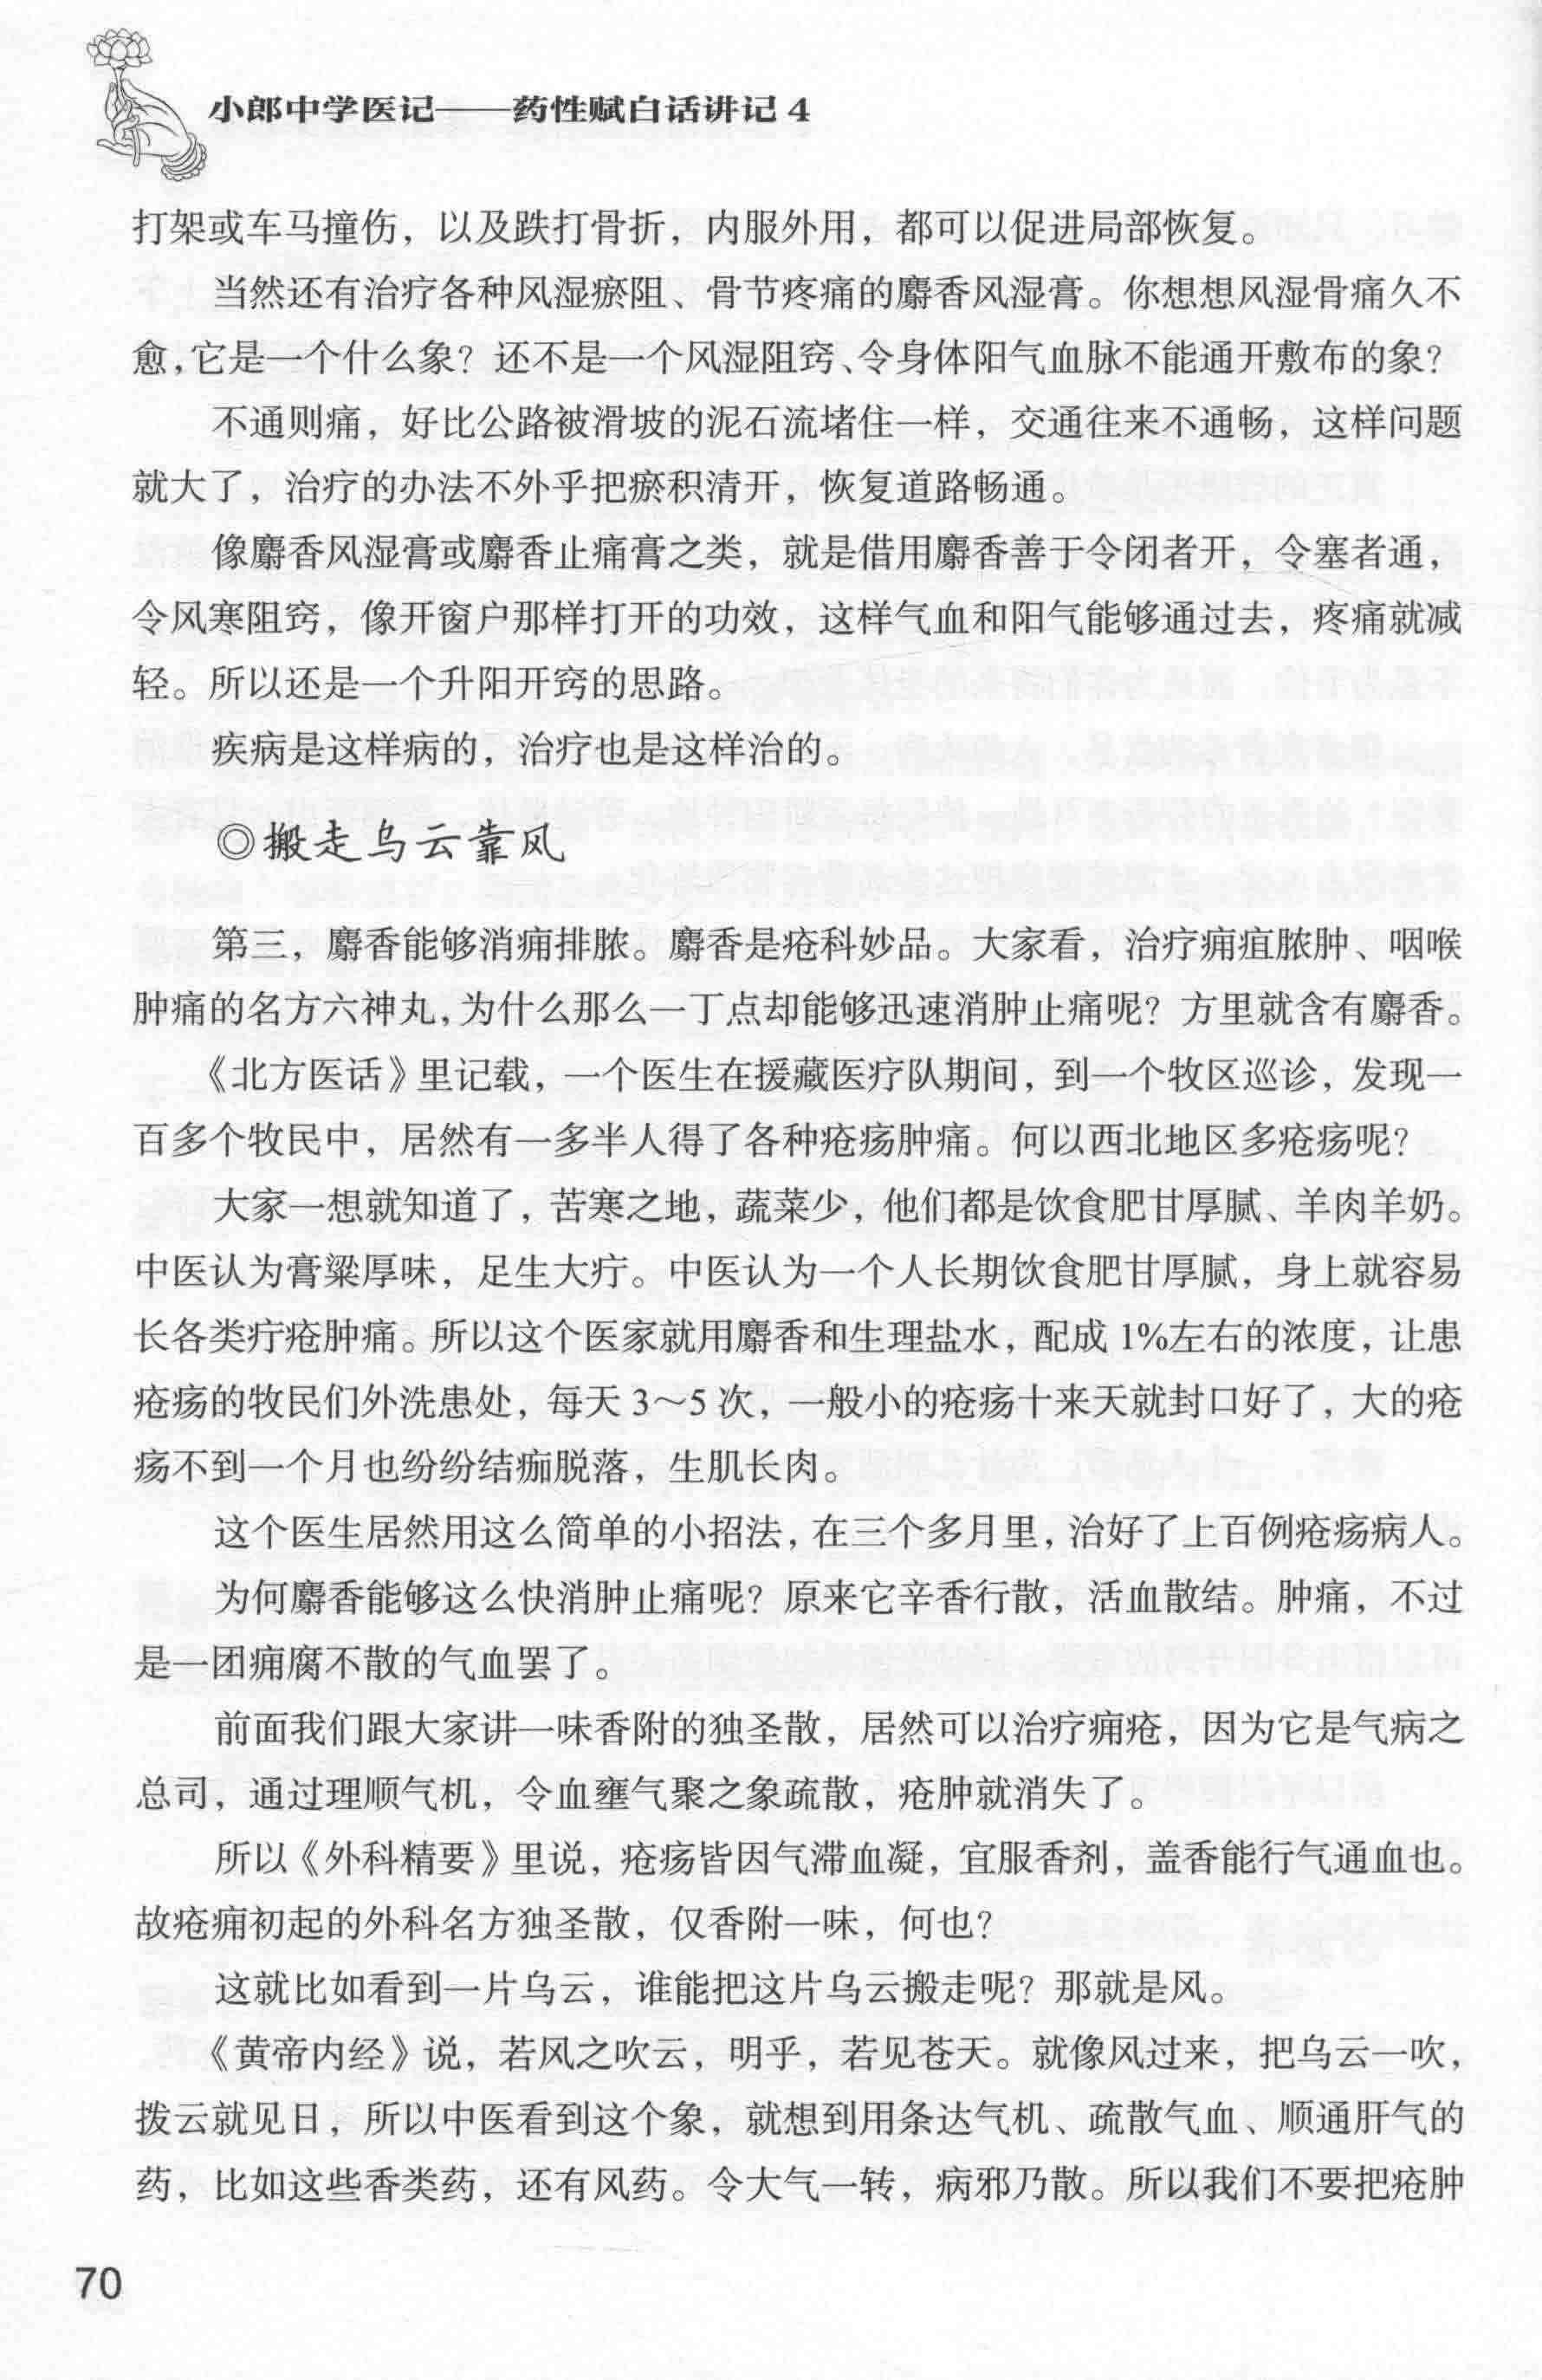 小郎中学医记——药性赋白话讲记 4
打架或车马撞伤，以及跌打骨折，内服外用，都可以促进局部恢复。
当然还有治疗各种风湿瘀阻、骨节疼痛的麝香风湿膏。你想想风湿骨痛久不
愈，它是一个什么象？还不是一个风湿阻窍、令身体阳气血脉不能通开敷布的象？
不通则痛，好比公路被滑坡的泥石流堵住一样，交通往来不通畅，这样问题
就大了，治疗的办法不外乎把瘀积清开，恢复道路畅通。
像麝香风湿膏或麝香止痛膏之类，就是借用麝香善于令闭者开，令塞者通，
令风寒阻窍，像开窗户那样打开的功效，这样气血和阳气能够通过去，疼痛就减
轻。所以还是一个升阳开窍的思路。
疾病是这样病的，治疗也是这样治的。
◎搬走乌云靠风
第三，麝香能够消痈排脓。麝香是疮科妙品。大家看，治疗痈疽脓肿、咽喉
肿痛的名方六神丸，为什么那么一丁点却能够迅速消肿止痛呢？方里就含有麝香。
《北方医话》里记载，一个医生在援藏医疗队期间，到一个牧区巡诊，发现一
百多个牧民中，居然有一多半人得了各种疮疡肿痛。何以西北地区多疮疡呢？
大家一想就知道了，苦寒之地，蔬菜少，他们都是饮食肥甘厚腻、羊肉羊奶。
中医认为膏粱厚味，足生大疔。中医认为一个人长期饮食肥甘厚腻，身上就容易
长各类疔疮肿痛。所以这个医家就用麝香和生理盐水，配成 1%左右的浓度，让患
疮疡的牧民们外洗患处，每天 3～5 次，一般小的疮疡十来天就封口好了，大的疮
疡不到一个月也纷纷结痂脱落，生肌长肉。
这个医生居然用这么简单的小招法，在三个多月里，治好了上百例疮疡病人。
为何麝香能够这么快消肿止痛呢？原来它辛香行散，活血散结。肿痛，不过
是一团痈腐不散的气血罢了。
前面我们跟大家讲一味香附的独圣散，居然可以治疗痈疮，因为它是气病之
总司，通过理顺气机，令血壅气聚之象疏散，疮肿就消失了。
所以《外科精要》里说，疮疡皆因气滞血凝，宜服香剂，盖香能行气通血也。
故疮痈初起的外科名方独圣散，仅香附一味，何也？
这就比如看到一片乌云，谁能把这片乌云搬走呢？那就是风。
《黄帝内经》说，若风之吹云，明乎，若见苍天。就像风过来，把乌云一吹，
拨云就见日，所以中医看到这个象，就想到用条达气机、疏散气血、顺通肝气的
药，比如这些香类药，还有风药。令大气一转，病邪乃散。所以我们不要把疮肿
70